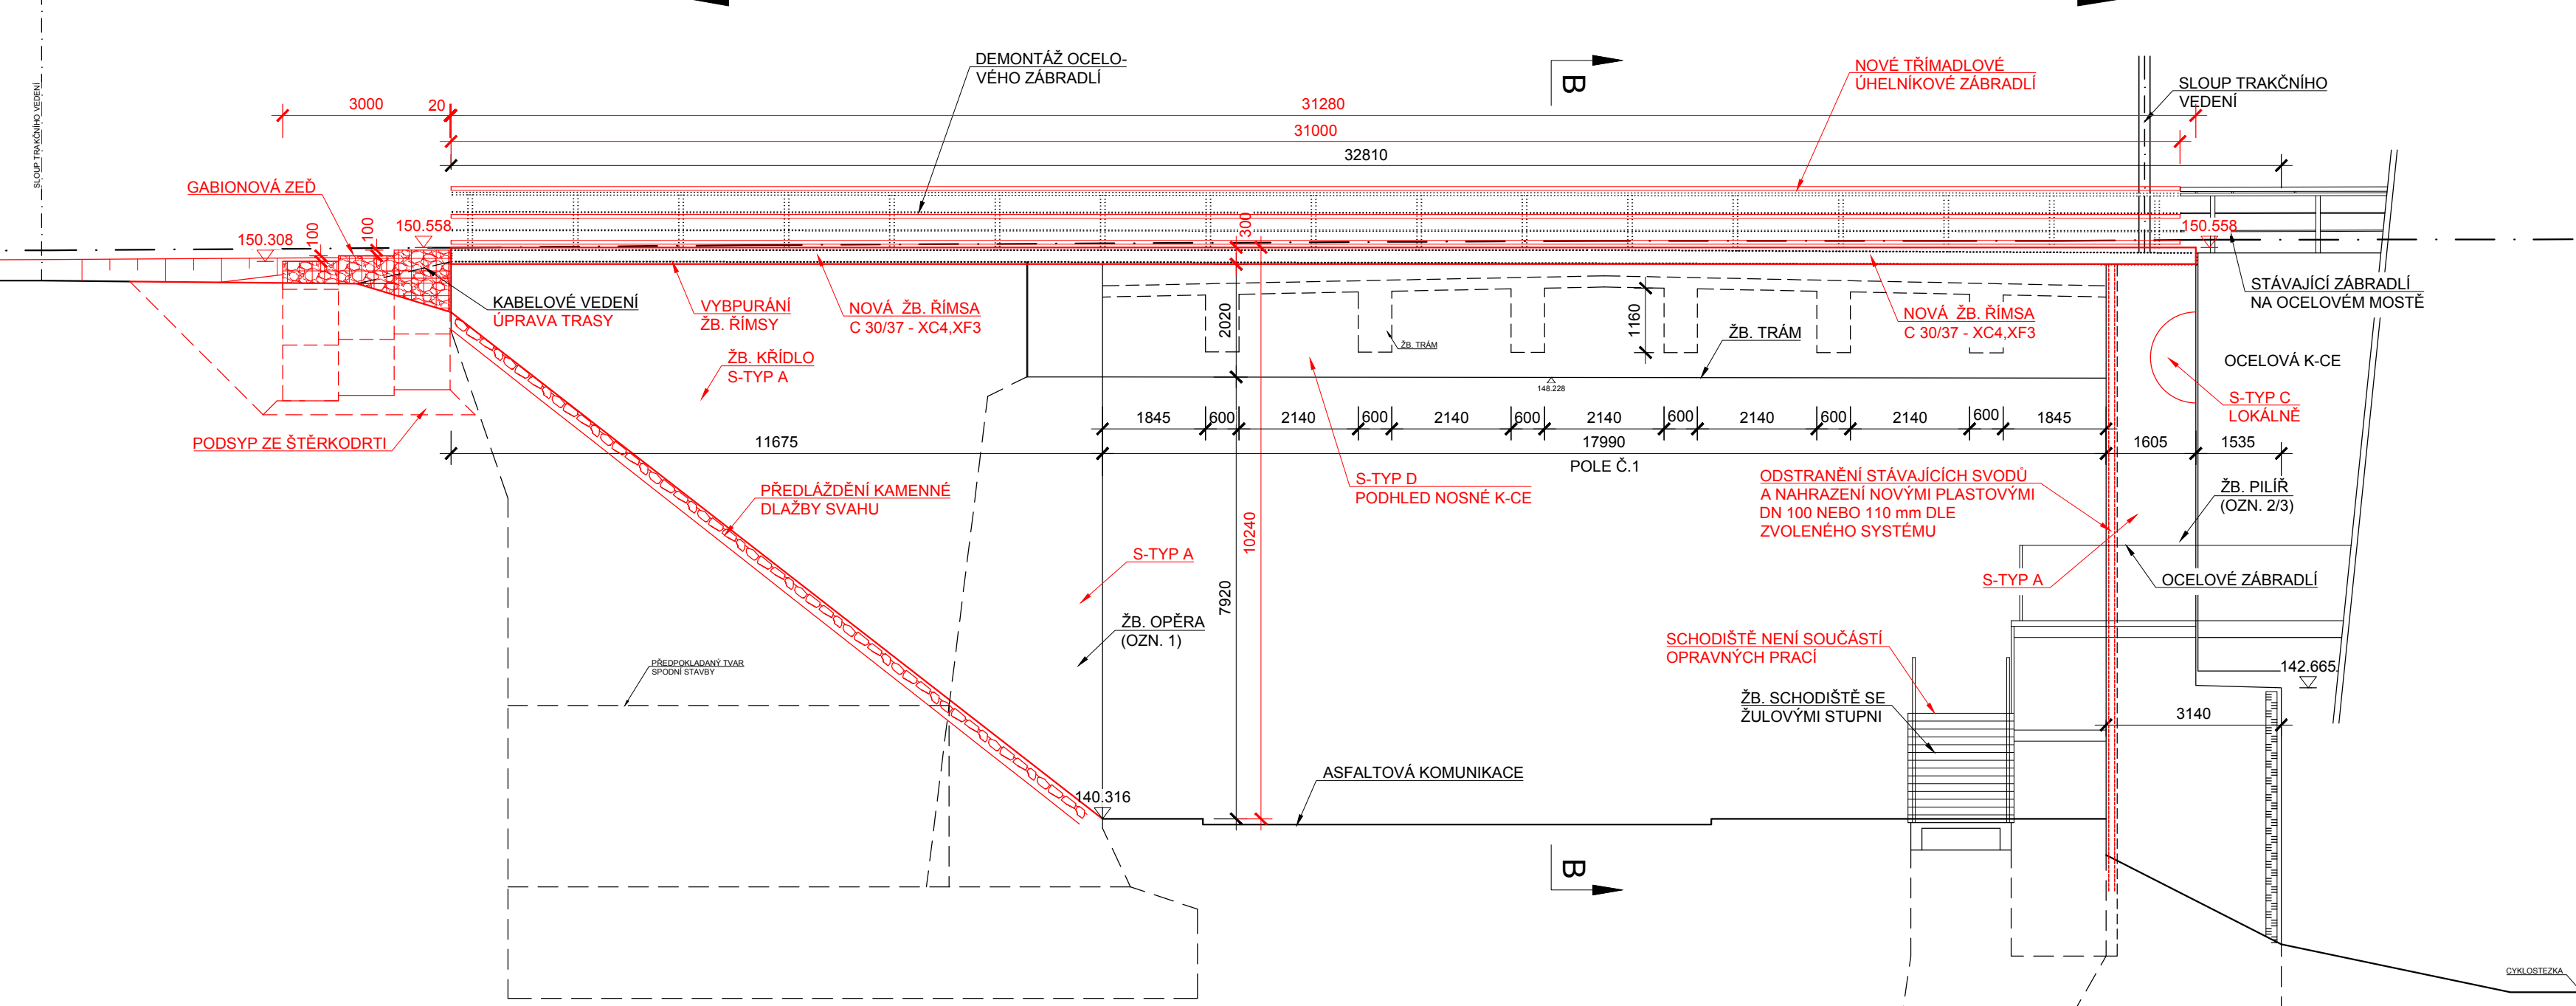 SLOUP TRAKČNÍHO VEDENÍ
DEMONTÁŽ OCELO-
VÉHO ZÁBRADLÍ
B
NOVÉ TŘÍMADLOVÉ
ÚHELNÍKOVÉ ZÁBRADLÍ
SLOUP TRAKČNÍHO
VEDENÍ
3000
20
31280
31000
32810
GABIONOVÁ ZEĎ
150.308
100
100
150.558
300
150.558
KABELOVÉ VEDENÍ
ÚPRAVA TRASY
VYBPURÁNÍ
ŽB. ŘÍMSY
NOVÁ ŽB. ŘÍMSA
C 30/37 - XC4,XF3
2020
ŽB. TRÁM
1160
ŽB. TRÁM
NOVÁ ŽB. ŘÍMSA
C 30/37 - XC4,XF3
STÁVAJÍCÍ ZÁBRADLÍ
NA OCELOVÉM MOSTĚ
OCELOVÁ K-CE
ŽB. KŘÍDLO
S-TYP A
148.228
S-TYP C
LOKÁLNĚ
PODSYP ZE ŠTĚRKODRTI
1845
600
2140
600
2140
600
2140
600
2140
600
2140
600
1845
11675
17990
1605
1535
POLE Č.1
PŘEDLÁŽDĚNÍ KAMENNÉ
DLAŽBY SVAHU
S-TYP D
PODHLED NOSNÉ K-CE
ODSTRANĚNÍ STÁVAJÍCÍCH SVODŮ
A NAHRAZENÍ NOVÝMI PLASTOVÝMI
DN 100 NEBO 110 mm DLE
ZVOLENÉHO SYSTÉMU
ŽB. PILÍŘ
(OZN. 2/3)
10240
S-TYP A
7920
S-TYP A
OCELOVÉ ZÁBRADLÍ
ŽB. OPĚRA
(OZN. 1)
SCHODIŠTĚ NENÍ SOUČÁSTÍ
OPRAVNÝCH PRACÍ
PŘEDPOKLADANÝ TVAR
SPODNÍ STAVBY
142.665
ŽB. SCHODIŠTĚ SE
ŽULOVÝMI STUPNI
3140
ASFALTOVÁ KOMUNIKACE
140.316
B
CYKLOSTEZKA